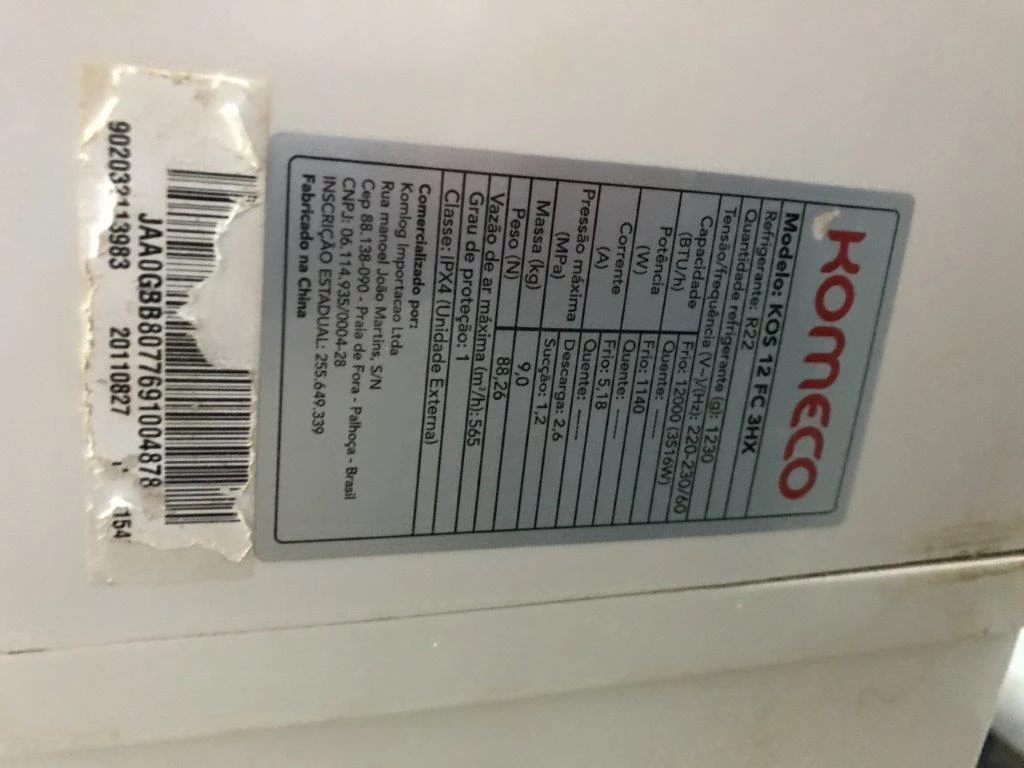 KOMECO
Modelo: KOS 12 FC 3HX
Refrigerante: R22
Quantidade refrigerante (g): 1230
Tensão/frequência (V~)/(Hz): 220-230/60
Capacidade (BTU/h) Frio: 12000 (3516W)
Quente: ------
Potência (W) Frio: 1140
Quente: ------
Corrente (A) Frio: 5,18
Quente: ------
Pressão máxima (MPa) Descarga: 2,6
Sucção: 1,2
Massa (kg) 9,0
Peso (N) 88,26
Vazão de ar máxima (m³/h): 565
Grau de proteção: 1
Classe: IPX4 (Unidade Externa)
Comercializado por:
Komlog Importacao Ltda
Rua manoel João Martins, S/N
Cep 88.138-090 - Praia de Fora - Palhoça - Brasil
CNPJ: 06.114.935/0004-28
INSCRIÇÃO ESTADUAL: 255.649.339
Fabricado na China
JAA0GBB8077691004878
902032113983 20110827 154